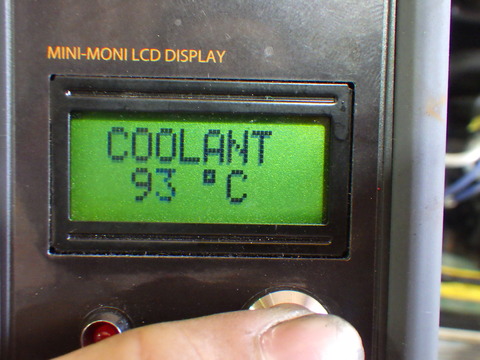 MINI-MONI LCD DISPLAY
COOLANT
93 °C